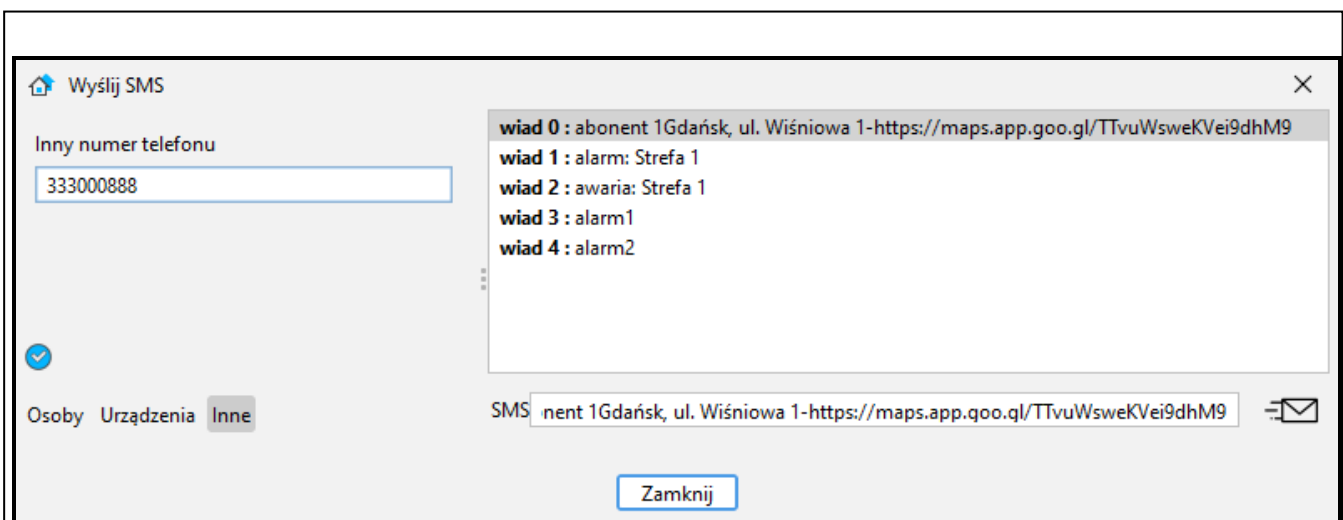 Wyślij SMS
Inny numer telefonu
333000888
wiad 0 : abonent 1Gdańsk, ul. Wiśniowa 1-https://maps.app.goo.gl/TTvuWsweKVei9dhM9
wiad 1 : alarm: Strefa 1
wiad 2 : awaria: Strefa 1
wiad 3 : alarm1
wiad 4 : alarm2
Osoby Urządzenia Inne
SMS nent 1Gdańsk, ul. Wiśniowa 1-https://maps.app.goo.gl/TTvuWsweKVei9dhM9
Zamknij